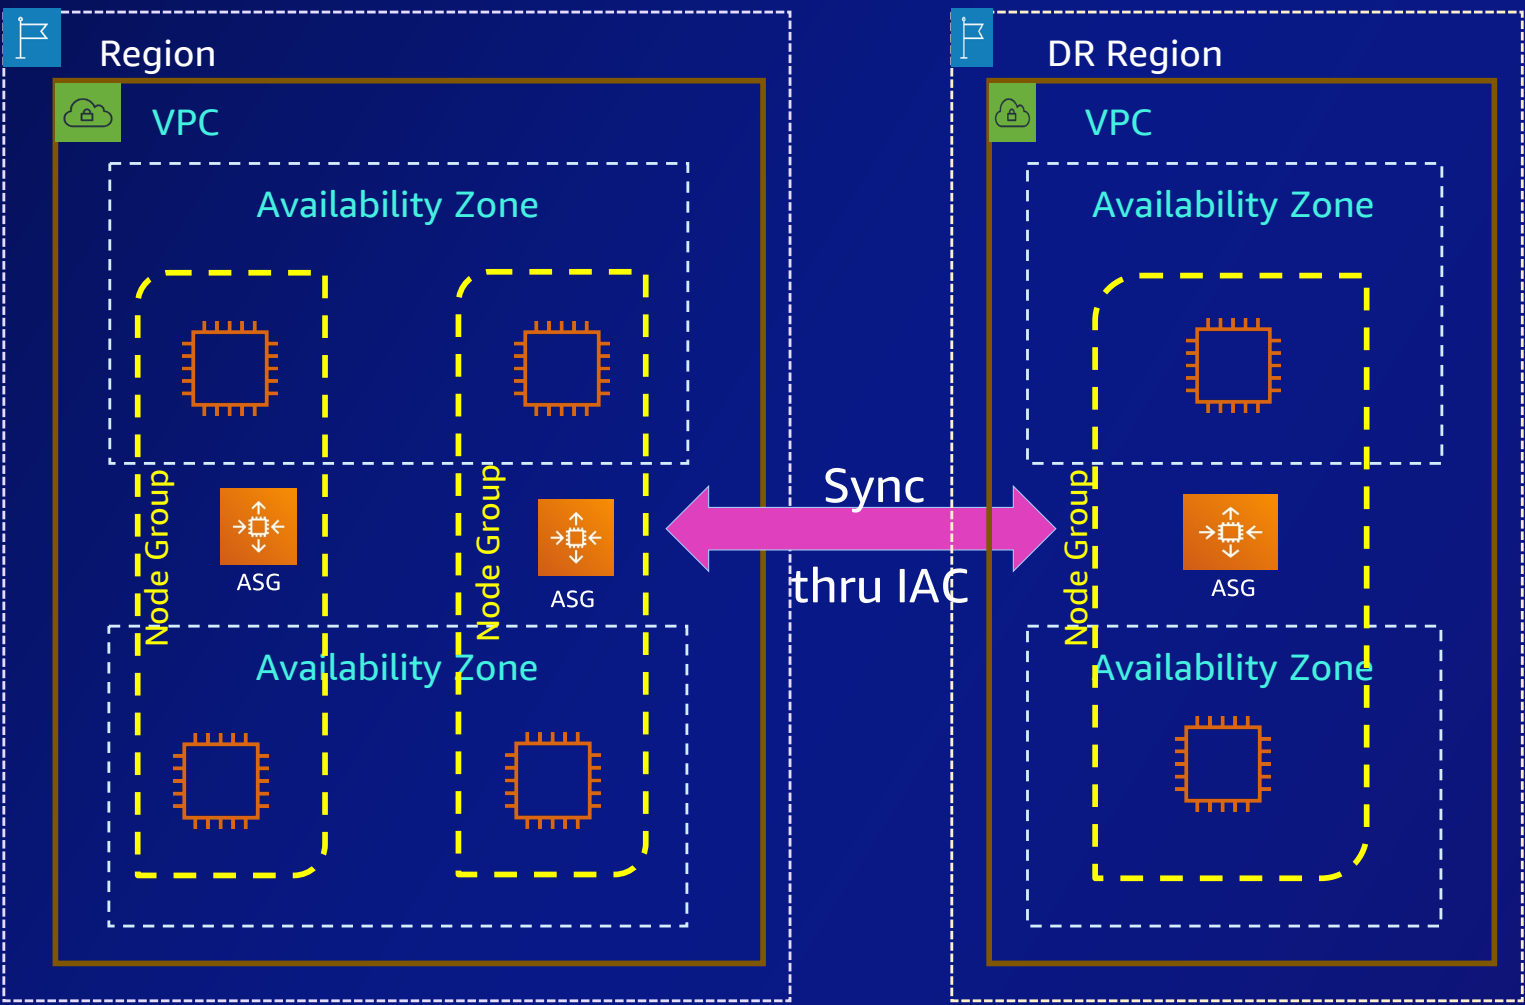 Region
VPC
Availability Zone
Node Group
ASG
Node Group
ASG
Availability Zone
Sync
thru IAC
DR Region
VPC
Availability Zone
Node Group
ASG
Availability Zone